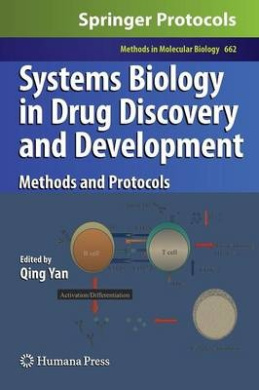 Springer Protocols
Methods in Molecular Biology 662
Systems Biology
in Drug Discovery
and Development
Methods and Protocols
Edited by
Qing Yan
B cell
T cell
Activation/Differentiation
Humana Press